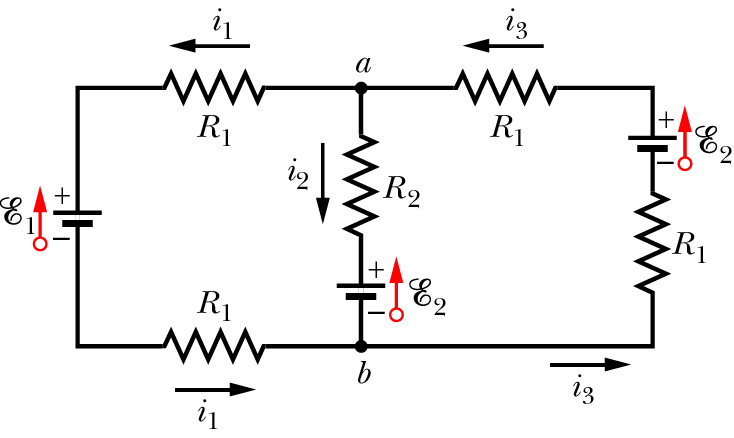 i₁
i₃
a
R₁
R₁
+
ℰ₂
−
i₂
R₂
+
ℰ₁
−
R₁
R₁
+
ℰ₂
−
b
i₁
i₃